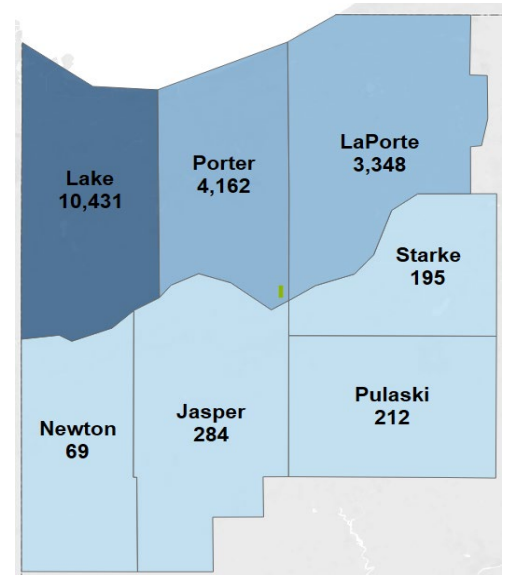 LaPorte
3,348
Porter
4,162
Lake
10,431
Starke
195
Pulaski
212
Jasper
284
Newton
69